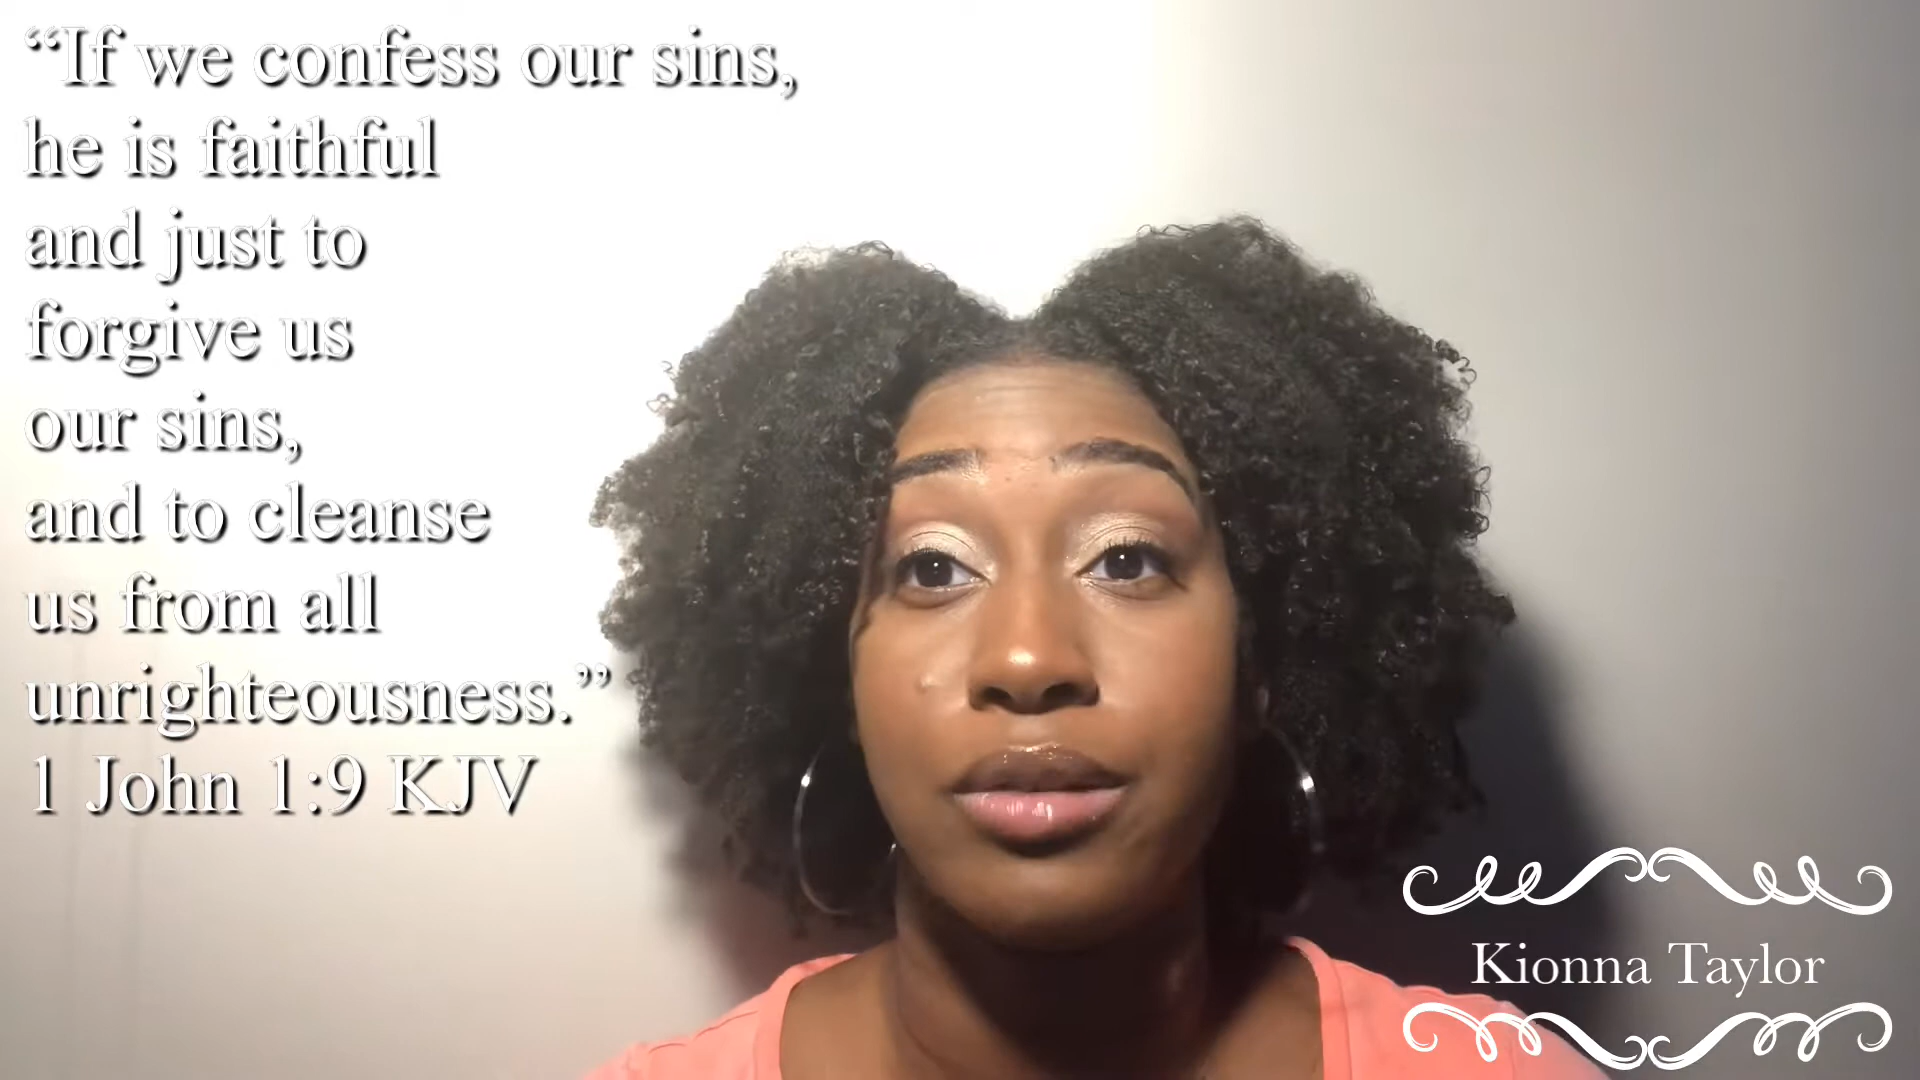 “If we confess our sins,
he is faithful
and just to
forgive us
our sins,
and to cleanse
us from all
unrighteousness.”
1 John 1:9 KJV
Kionna Taylor